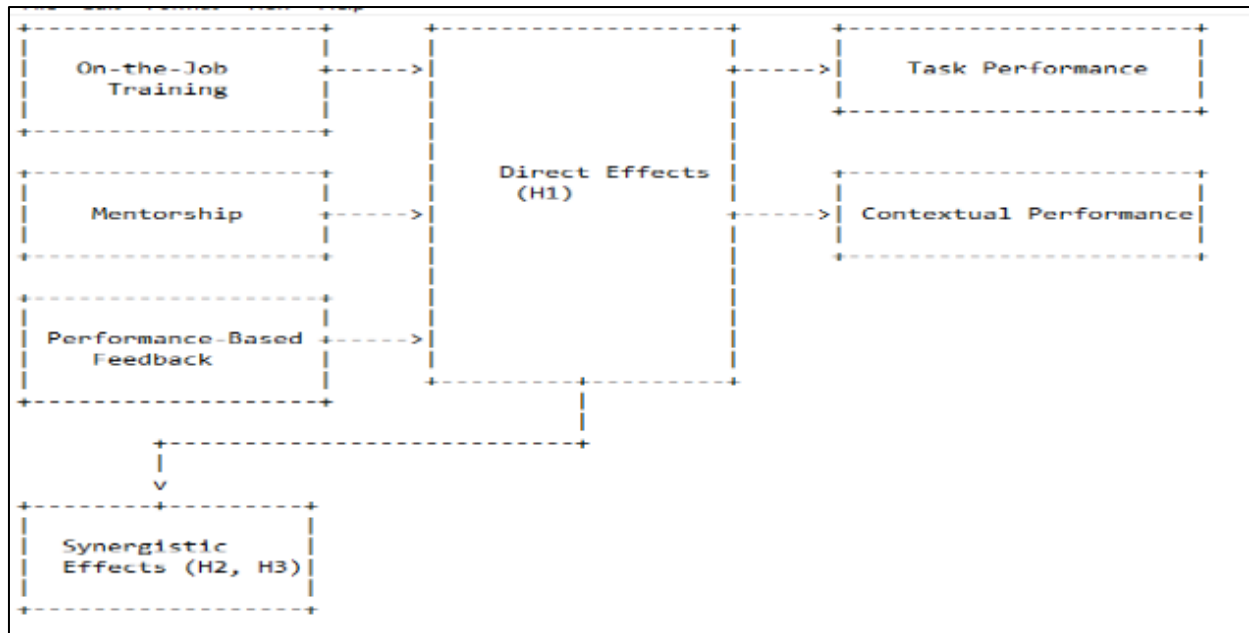 On-the-Job
Training
Task Performance
Direct Effects
(H1)
Mentorship
Contextual Performance
Performance-Based
Feedback
Synergistic
Effects (H2, H3)